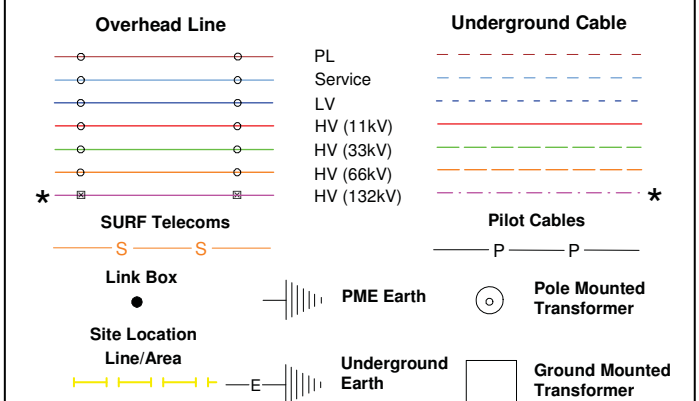 Overhead Line
Underground Cable
PL
Service
LV
HV (11kV)
HV (33kV)
HV (66kV)
* HV (132kV) *
SURF Telecoms
S S
Pilot Cables
P P
Link Box
PME Earth
Pole Mounted
Transformer
Site Location
Line/Area
E
Underground
Earth
Ground Mounted
Transformer